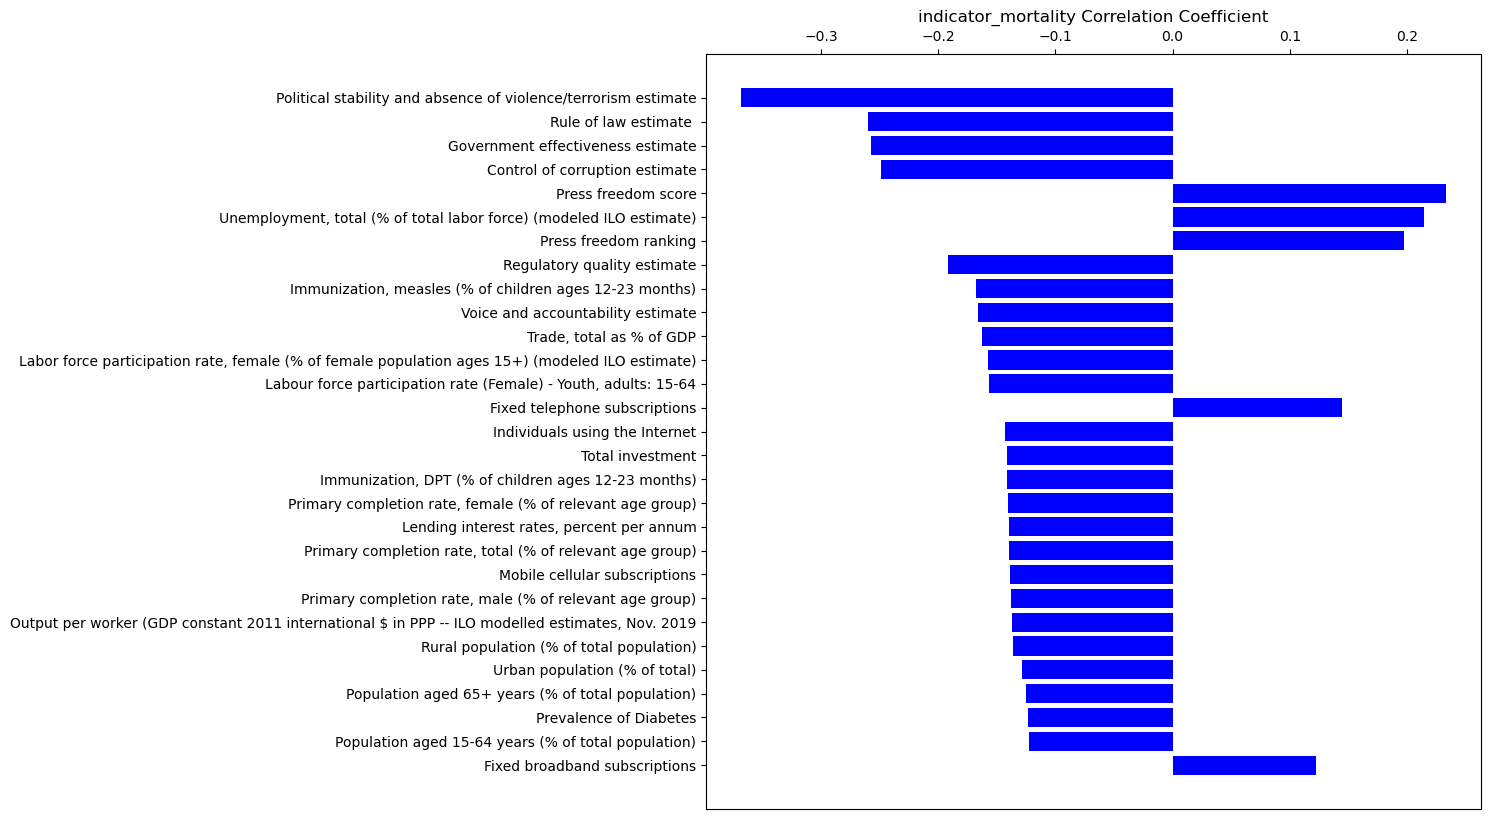 indicator_mortality Correlation Coefficient
−0.3 −0.2 −0.1 0.0 0.1 0.2
Political stability and absence of violence/terrorism estimate
Rule of law estimate
Government effectiveness estimate
Control of corruption estimate
Press freedom score
Unemployment, total (% of total labor force) (modeled ILO estimate)
Press freedom ranking
Regulatory quality estimate
Immunization, measles (% of children ages 12-23 months)
Voice and accountability estimate
Trade, total as % of GDP
Labor force participation rate, female (% of female population ages 15+) (modeled ILO estimate)
Labour force participation rate (Female) - Youth, adults: 15-64
Fixed telephone subscriptions
Individuals using the Internet
Total investment
Immunization, DPT (% of children ages 12-23 months)
Primary completion rate, female (% of relevant age group)
Lending interest rates, percent per annum
Primary completion rate, total (% of relevant age group)
Mobile cellular subscriptions
Primary completion rate, male (% of relevant age group)
Output per worker (GDP constant 2011 international $ in PPP -- ILO modelled estimates, Nov. 2019
Rural population (% of total population)
Urban population (% of total)
Population aged 65+ years (% of total population)
Prevalence of Diabetes
Population aged 15-64 years (% of total population)
Fixed broadband subscriptions